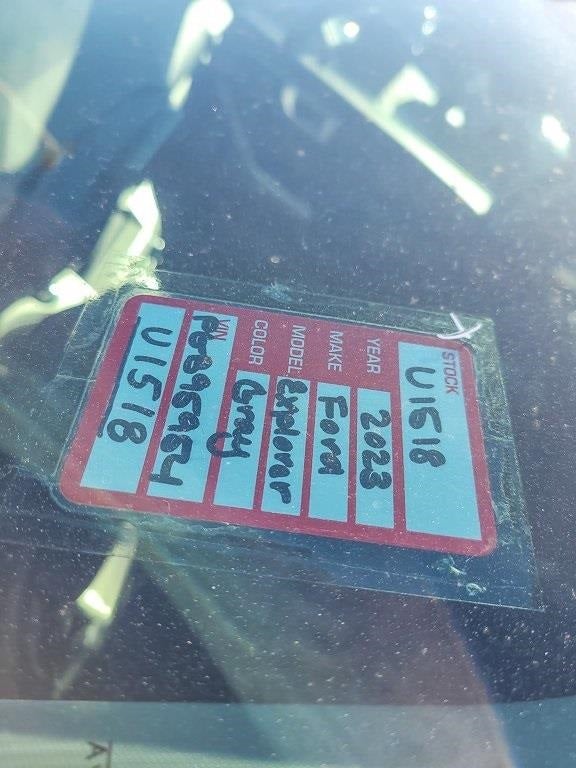 STOCK
U1518
YEAR 2023
MAKE Ford
MODEL Explorer
COLOR Gray
VIN
U1518